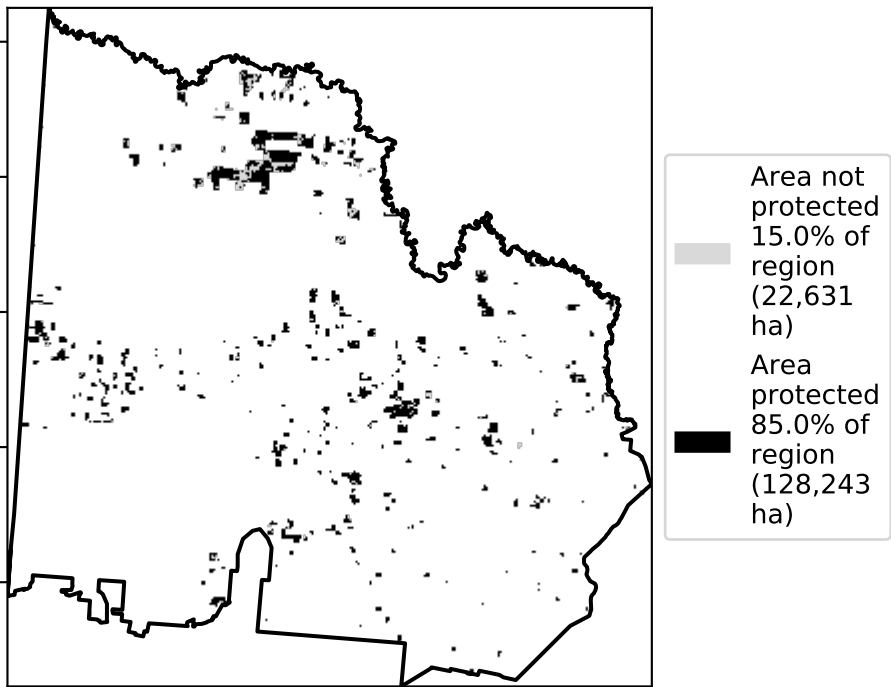 Area not
protected
15.0% of
region
(22,631
ha)
Area
protected
85.0% of
region
(128,243
ha)